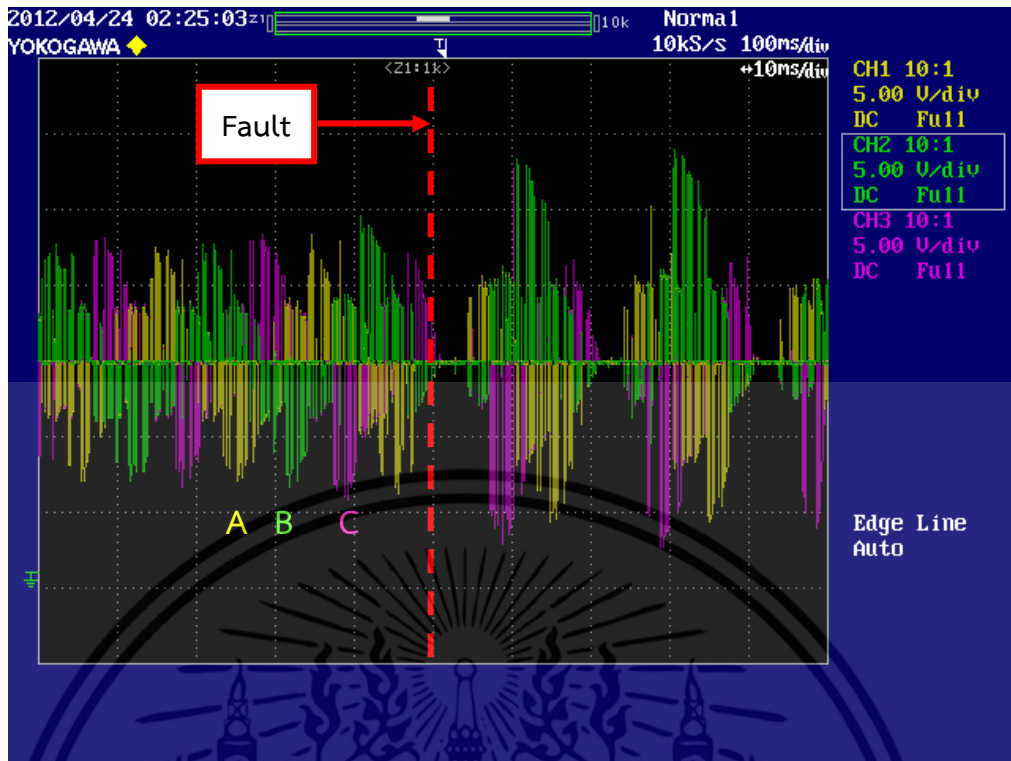 2012/04/24 02:25:03 Z1 10k Normal
YOKOGAWA T 10kS/s 100ms/div
<Z1:1k> ↔10ms/div
CH1 10:1
5.00 V/div
DC Full
CH2 10:1
5.00 V/div
DC Full
CH3 10:1
5.00 V/div
DC Full
Fault
A B C
Edge Line
Auto